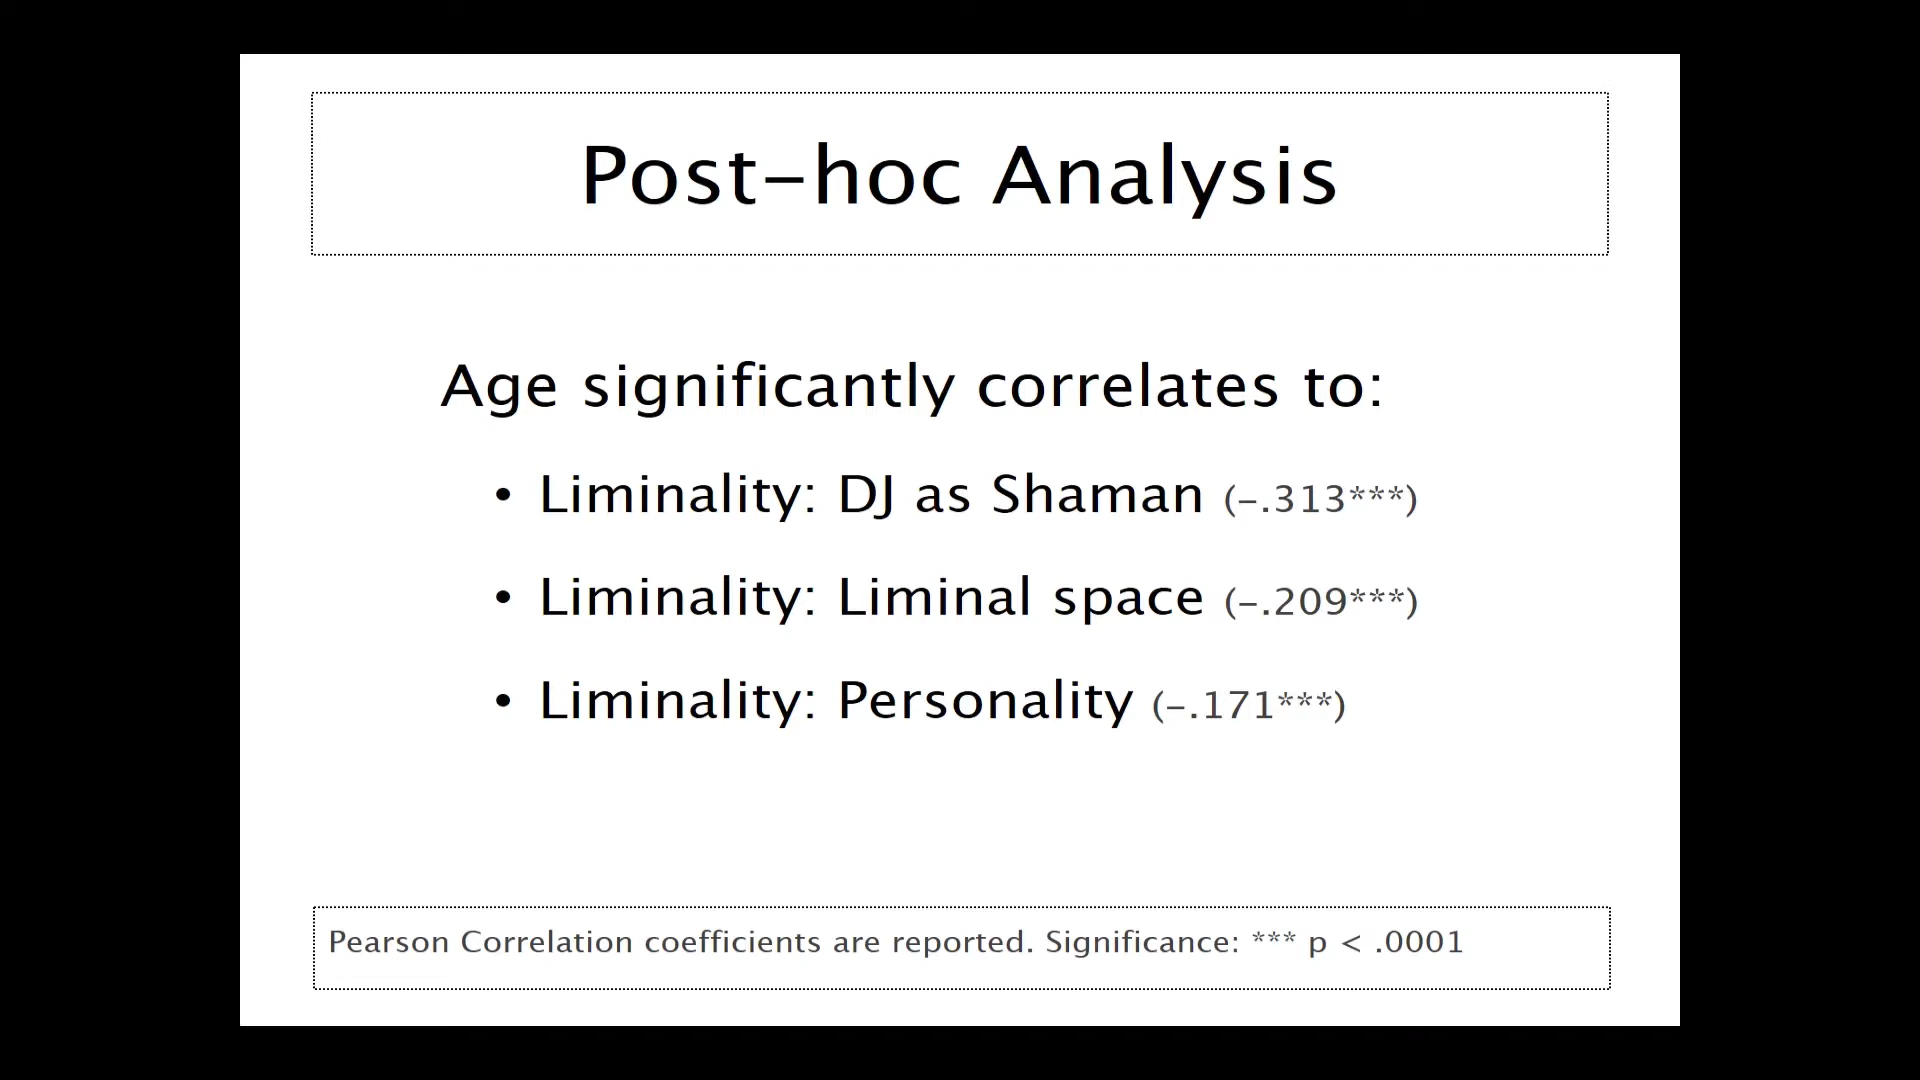 Post-hoc Analysis
Age significantly correlates to:
• Liminality: DJ as Shaman (-.313***)
• Liminality: Liminal space (-.209***)
• Liminality: Personality (-.171***)
Pearson Correlation coefficients are reported. Significance: *** p < .0001